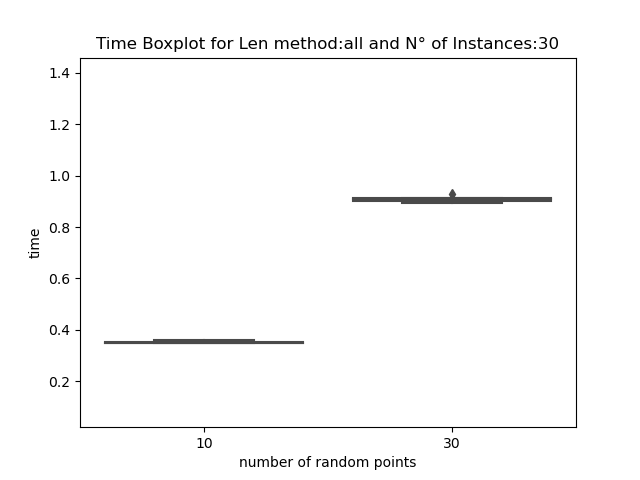 Time Boxplot for Len method:all and N° of Instances:30
1.4
1.2
1.0
0.8
0.6
0.4
0.2
time
10 30
number of random points